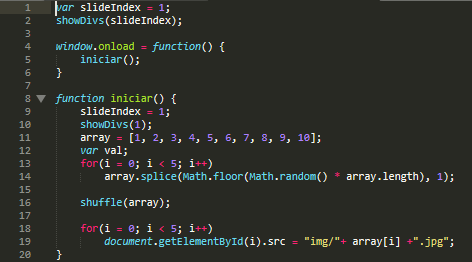 1 var slideIndex = 1;
2 showDivs(slideIndex);
3
4 window.onload = function() {
5     iniciar();
6 }
7
8 function iniciar() {
9     slideIndex = 1;
10     showDivs(1);
11     array = [1, 2, 3, 4, 5, 6, 7, 8, 9, 10];
12     var val;
13     for(i = 0; i < 5; i++)
14         array.splice(Math.floor(Math.random() * array.length), 1);
15
16     shuffle(array);
17
18     for(i = 0; i < 5; i++)
19         document.getElementById(i).src = "img/"+ array[i] +".jpg";
20 }